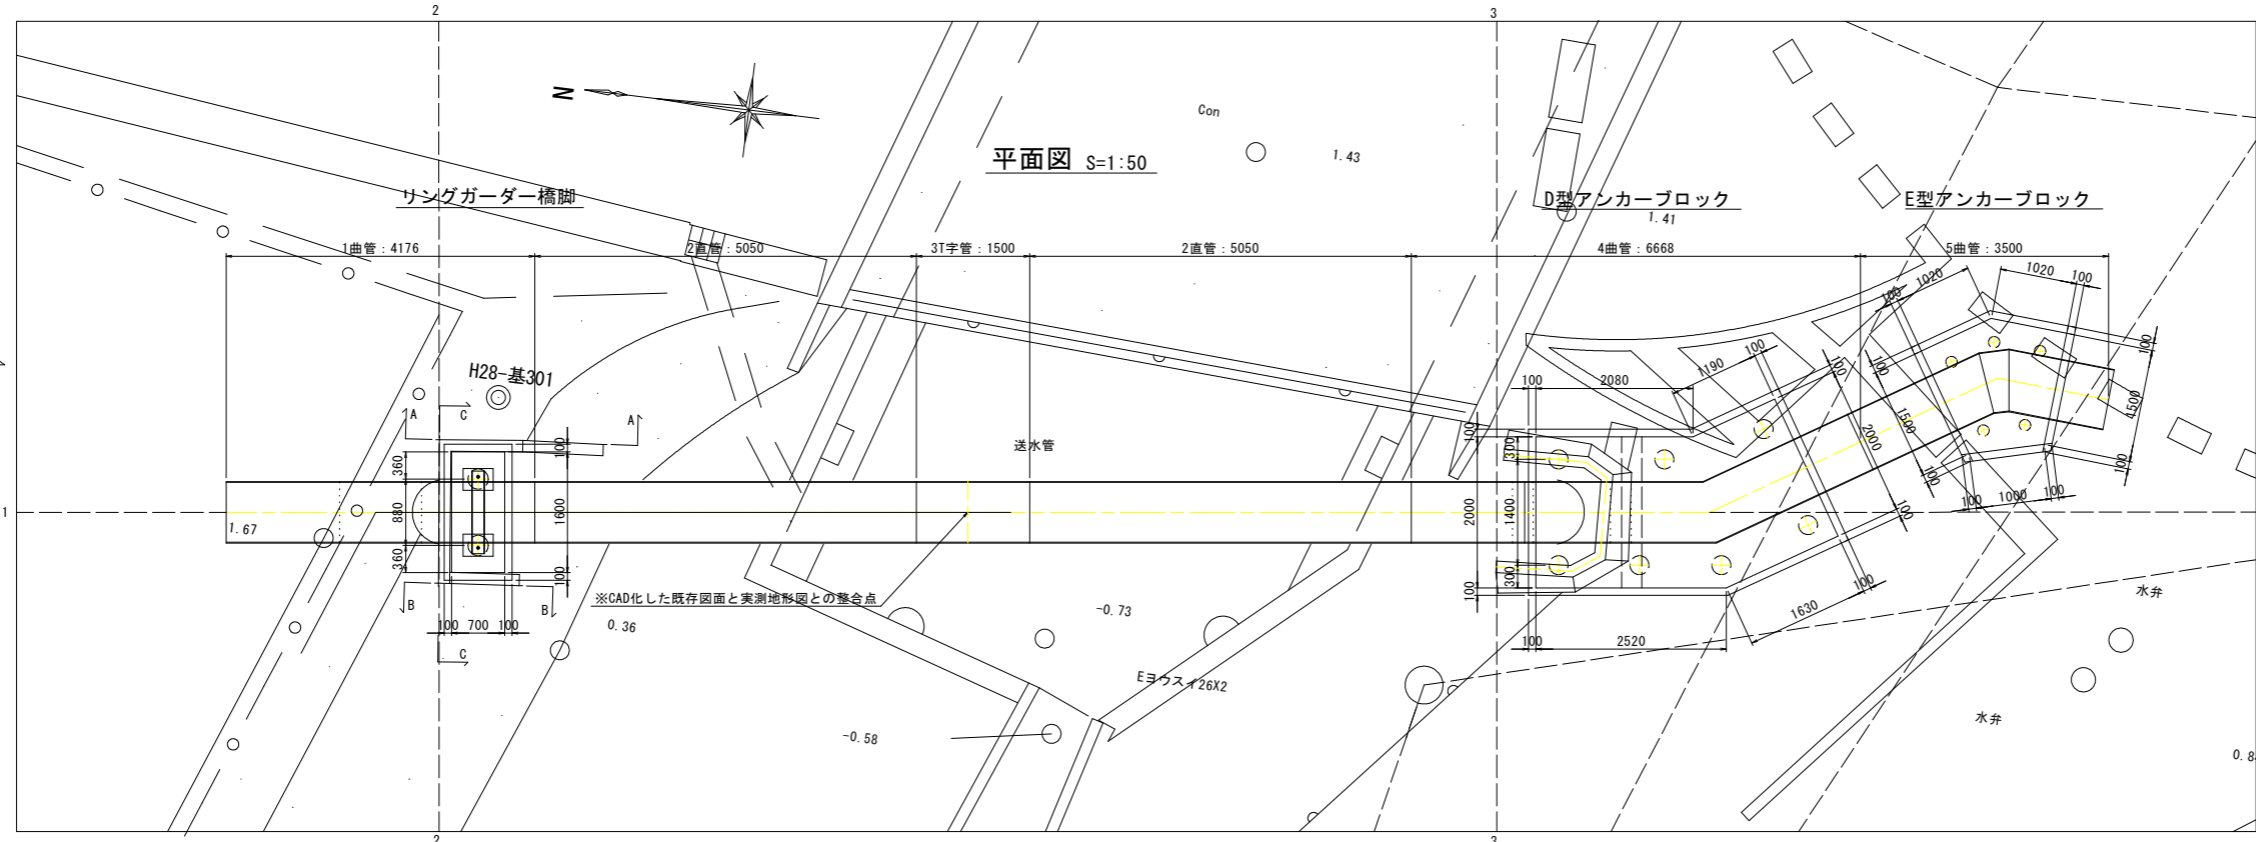 2
3
N
平面図 S=1:50
Con
1.43
リングガーダー橋脚
D型アンカーブロック
1.41
E型アンカーブロック
1曲管：4176
2直管：5050
3T字管：1500
2直管：5050
4曲管：6668
5曲管：3500
1020
100
1020
100
100
1190
100
100
100
100
2080
H28-基301
A
C
A
360
880
360
100
1600
100
送水管
100
300
2000
1400
300
100
1500
2000
1500
100
100
100
100
1000
100
1
1
1.67
※CAD化した既存図面と実測地形図との整合点
0.36
-0.73
B
B
100 700 100
C
100
2520
1630
100
Eヨウスイ26X2
-0.58
水弁
水弁
2
3